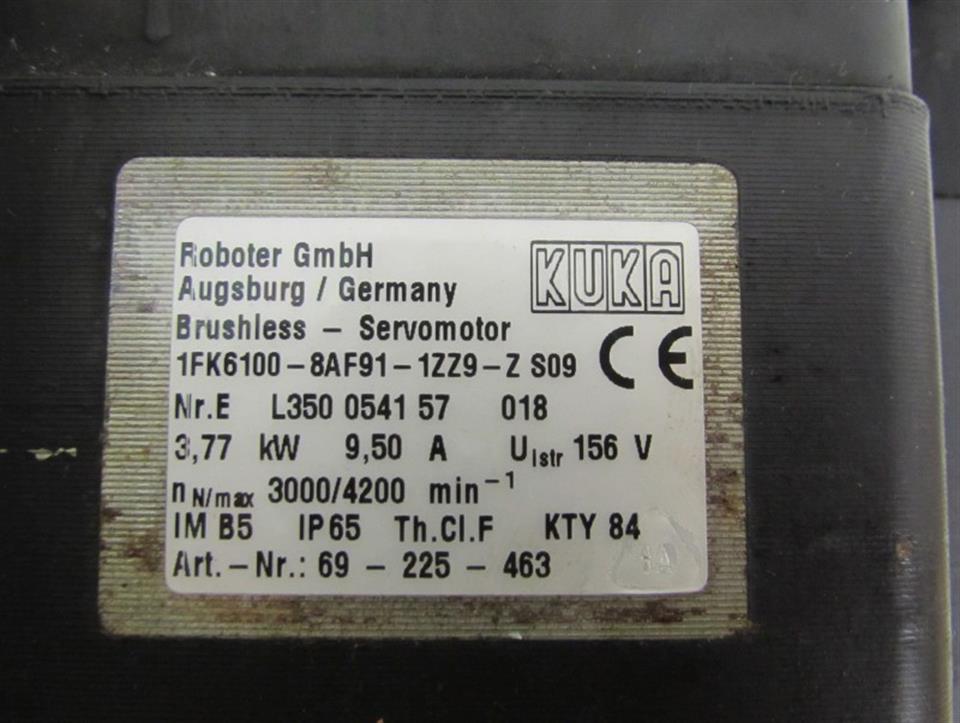 Roboter GmbH KUKA
Augsburg / Germany
Brushless – Servomotor CE
1FK6100–8AF91–1ZZ9–Z S09
Nr.E L350 0541 57 018
3,77 kW 9,50 A UIstr 156 V
n N/max 3000/4200 min⁻¹
IM B5 IP65 Th.Cl.F KTY 84
Art.–Nr.: 69 – 225 – 463